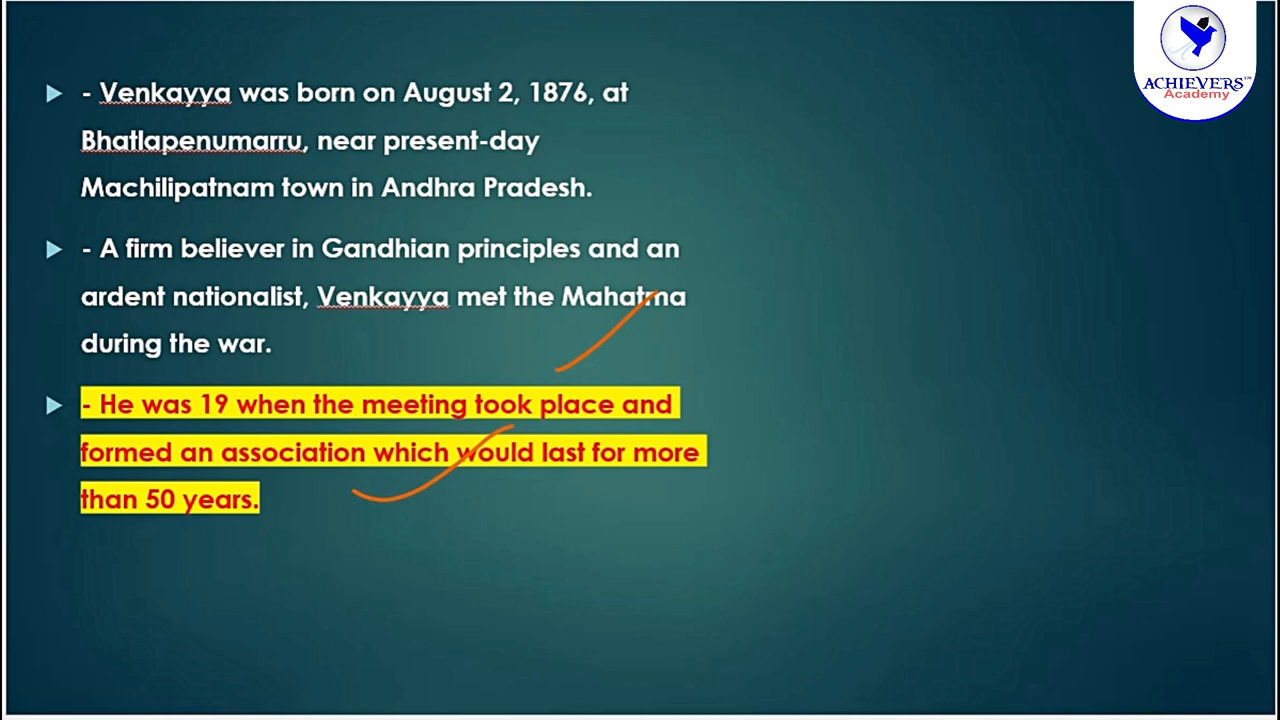 - Venkayya was born on August 2, 1876, at
Bhatlapenumarru, near present-day
Machilipatnam town in Andhra Pradesh.
- A firm believer in Gandhian principles and an
ardent nationalist, Venkayya met the Mahatma
during the war.
- He was 19 when the meeting took place and
formed an association which would last for more
than 50 years.
ACHIEVERS™
Academy